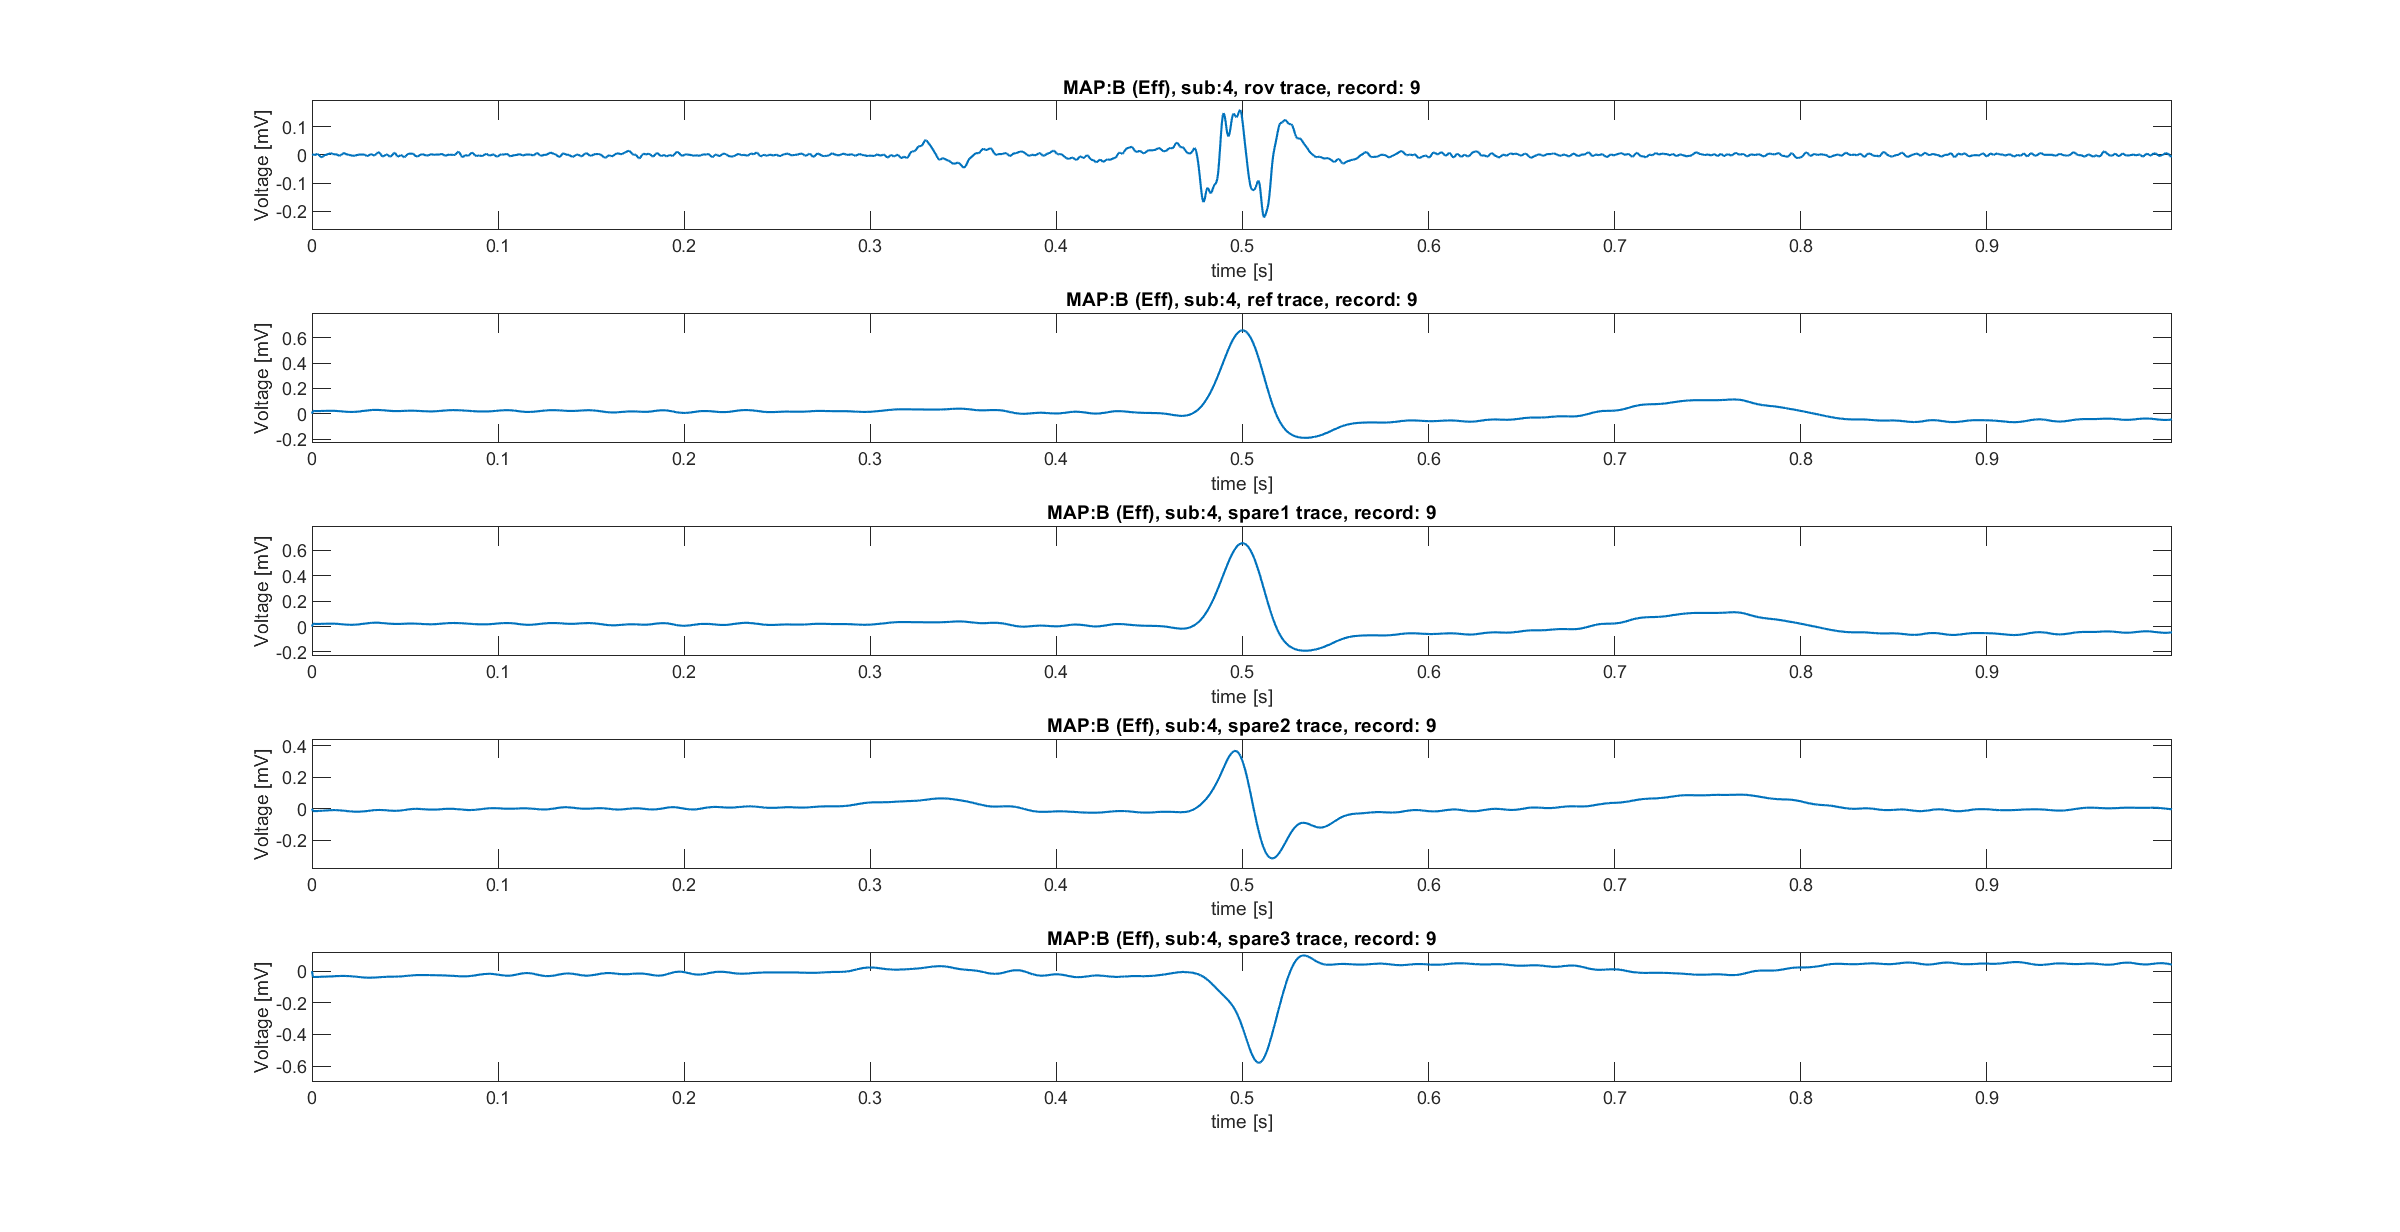 MAP:B (Eff), sub:4, rov trace, record: 9
Voltage [mV]
0.1
0
-0.1
-0.2
0 0.1 0.2 0.3 0.4 0.5 0.6 0.7 0.8 0.9
time [s]
MAP:B (Eff), sub:4, ref trace, record: 9
Voltage [mV]
0.6
0.4
0.2
0
-0.2
0 0.1 0.2 0.3 0.4 0.5 0.6 0.7 0.8 0.9
time [s]
MAP:B (Eff), sub:4, spare1 trace, record: 9
Voltage [mV]
0.6
0.4
0.2
0
-0.2
0 0.1 0.2 0.3 0.4 0.5 0.6 0.7 0.8 0.9
time [s]
MAP:B (Eff), sub:4, spare2 trace, record: 9
Voltage [mV]
0.4
0.2
0
-0.2
0 0.1 0.2 0.3 0.4 0.5 0.6 0.7 0.8 0.9
time [s]
MAP:B (Eff), sub:4, spare3 trace, record: 9
Voltage [mV]
0
-0.2
-0.4
-0.6
0 0.1 0.2 0.3 0.4 0.5 0.6 0.7 0.8 0.9
time [s]